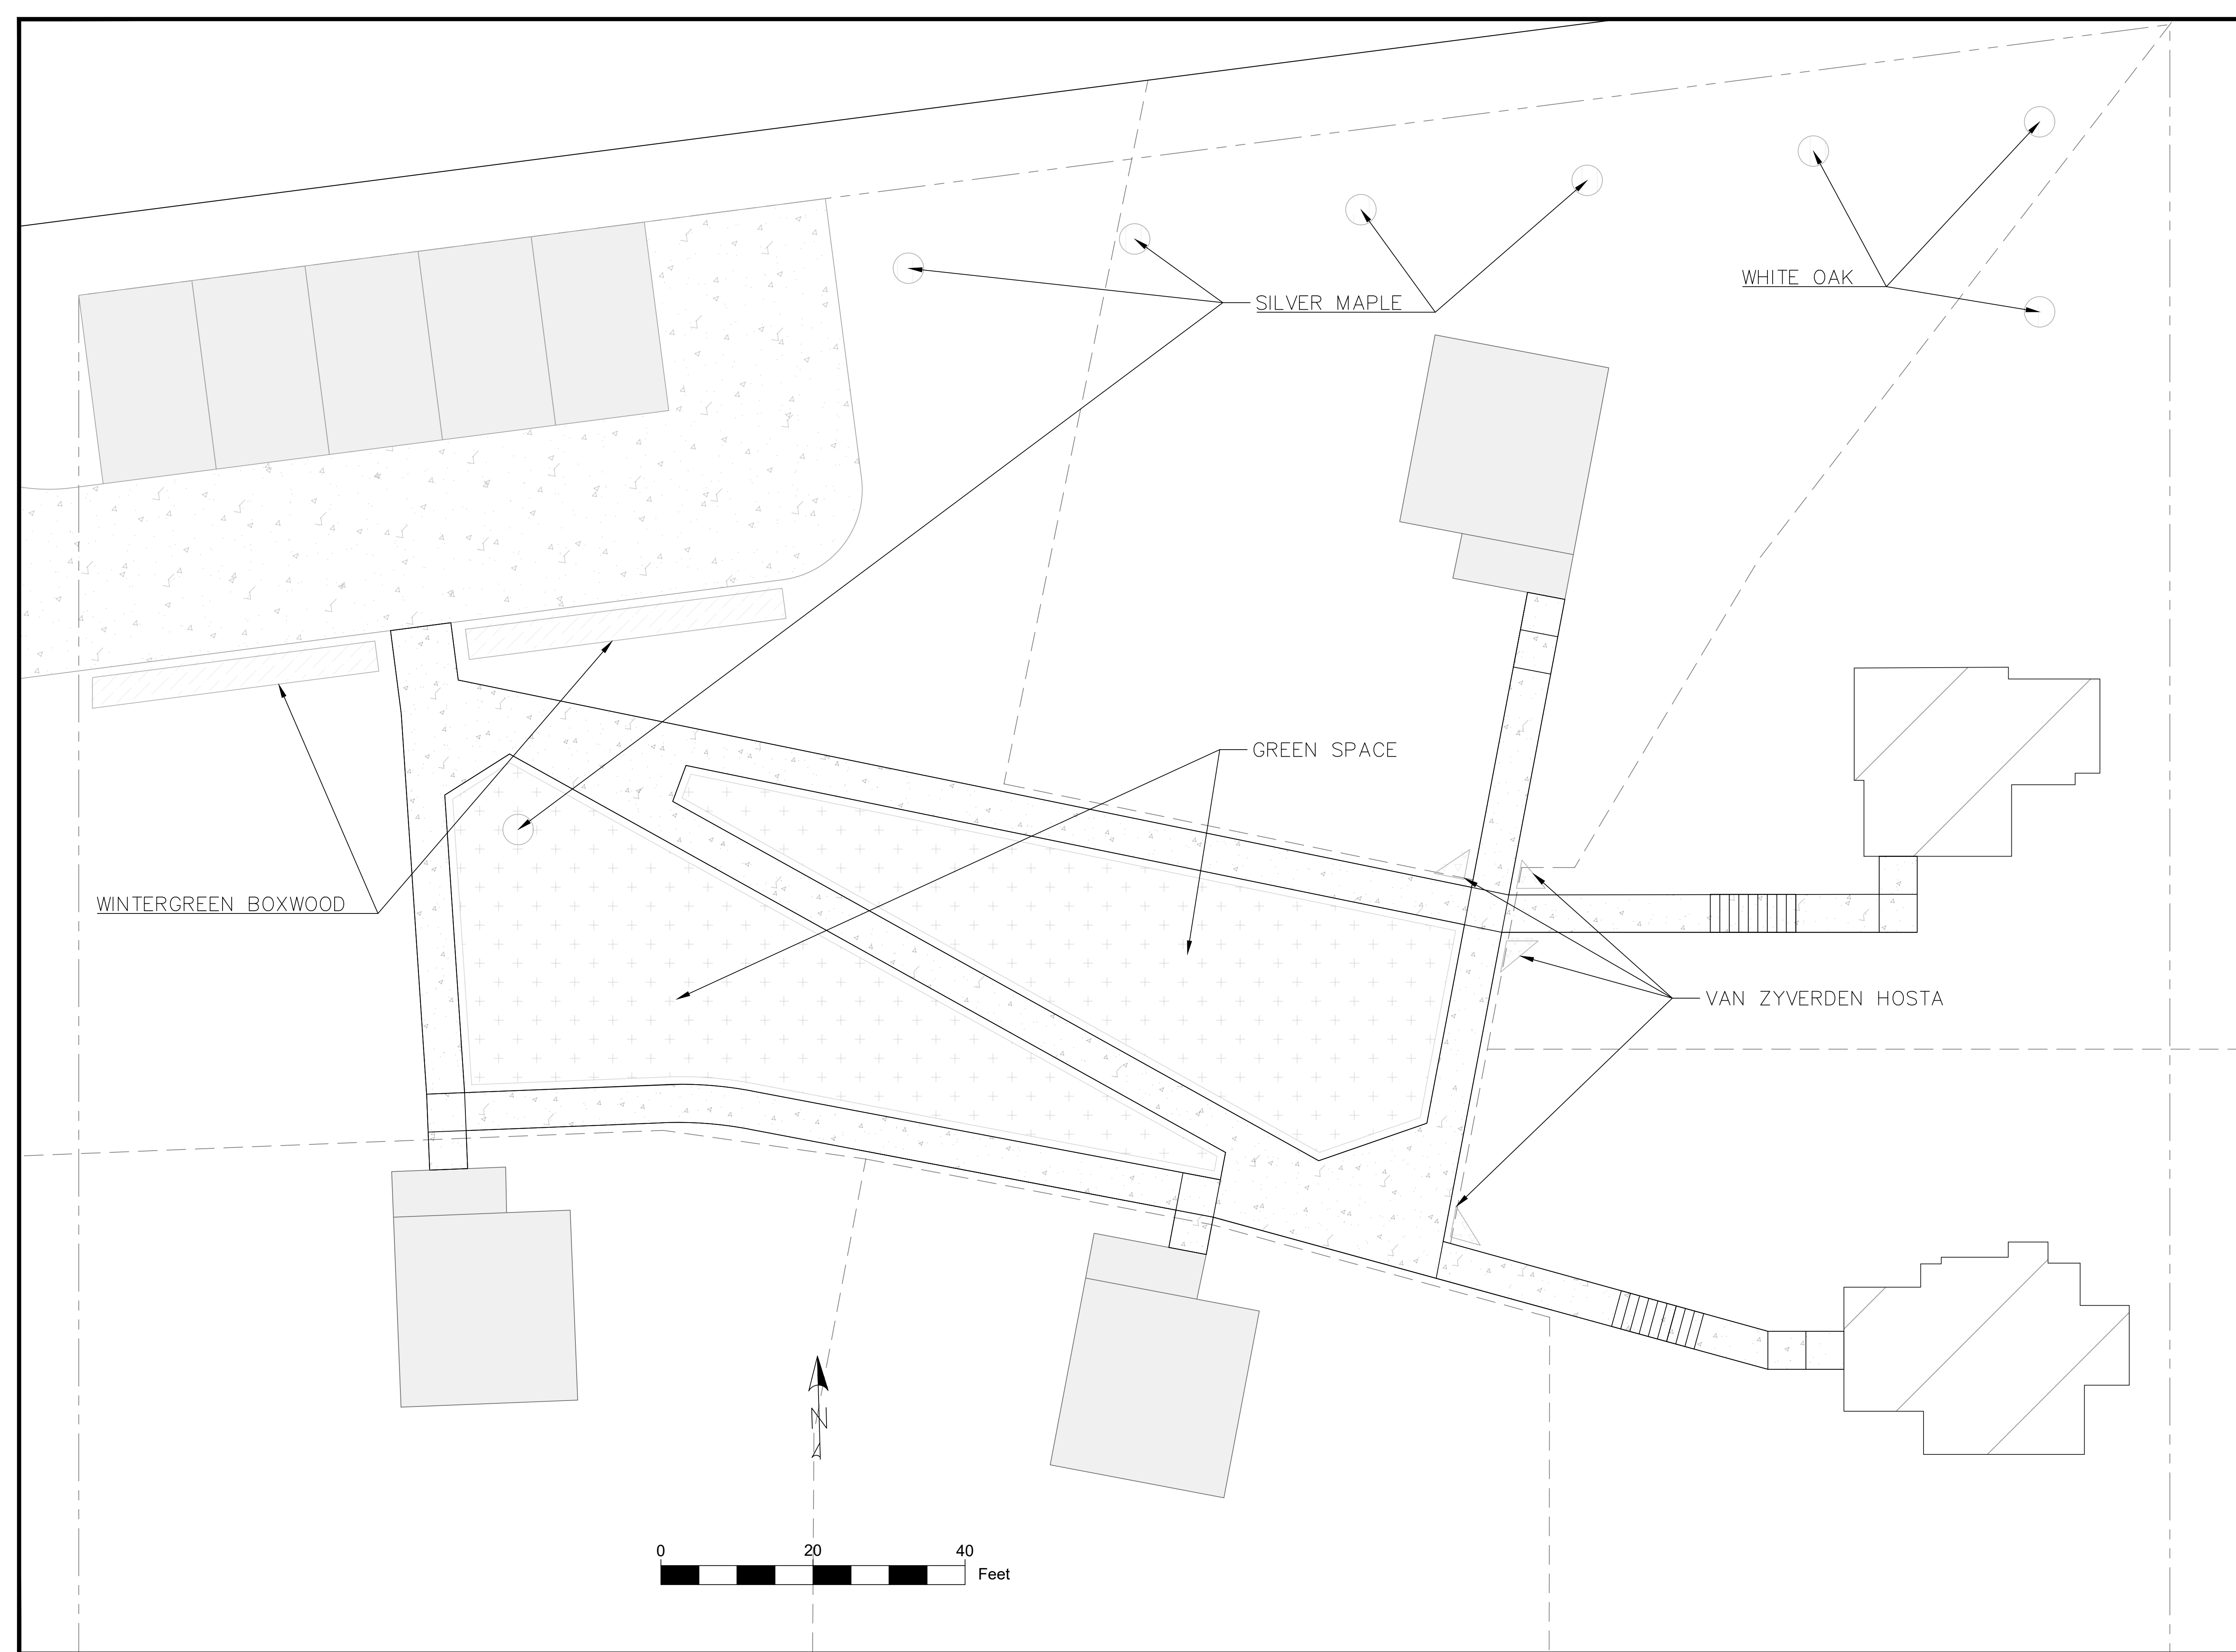 WHITE OAK
SILVER MAPLE
GREEN SPACE
WINTERGREEN BOXWOOD
VAN ZYVERDEN HOSTA
N
0 20 40
Feet